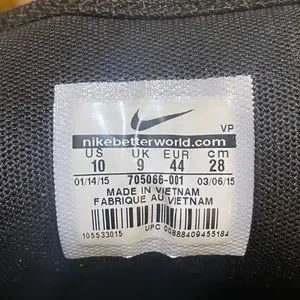 VP
nikebetterworld.com
US UK EUR cm
10 9 44 28
01/14/15 705066-001 03/06/15
MADE IN VIETNAM
FABRIQUE AU VIETNAM
105533015 UPC 00888409455184